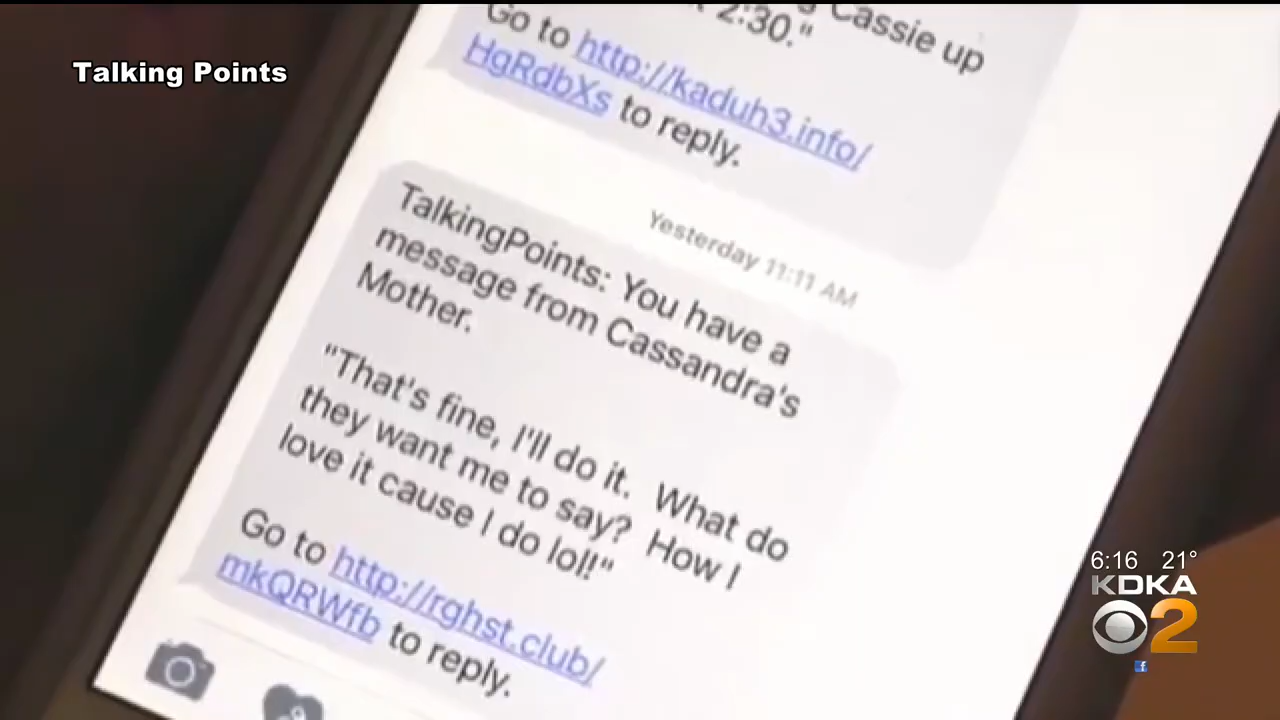 Talking Points
Cassie up
2:30."
Go to http://kaduh3.info/
HgRdbXs to reply.
Yesterday 11:11 AM
TalkingPoints: You have a
message from Cassandra's
Mother.
"That's fine, I'll do it. What do
they want me to say? How I
love it cause I do lol!"
Go to http://rghst.club/
mkQRWfb to reply.
6:16 21°
KDKA
2
f